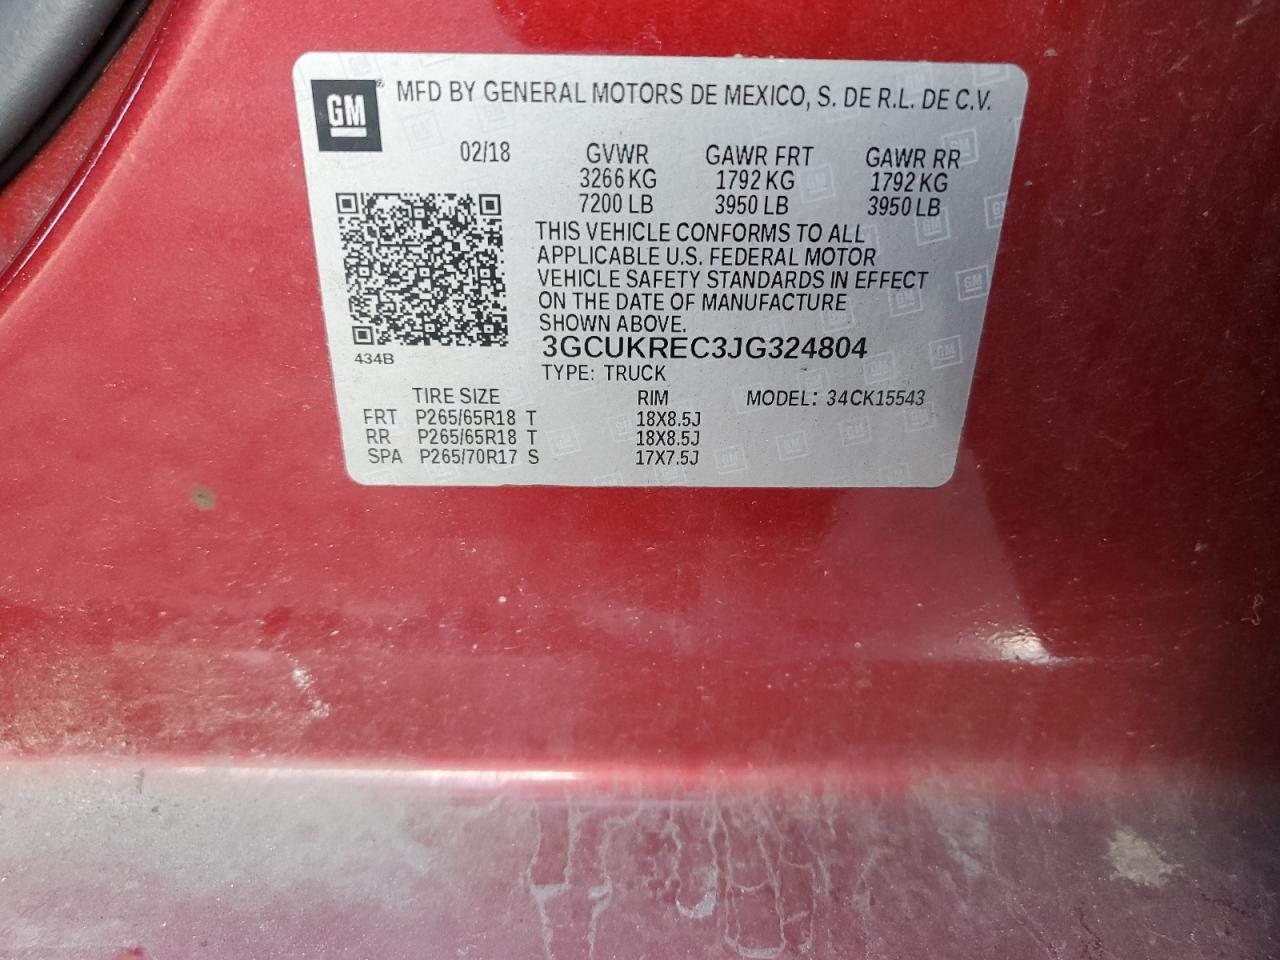 GM® MFD BY GENERAL MOTORS DE MEXICO, S. DE R.L. DE C.V.
02/18 GVWR GAWR FRT GAWR RR
3266 KG 1792 KG 1792 KG
7200 LB 3950 LB 3950 LB
THIS VEHICLE CONFORMS TO ALL
APPLICABLE U.S. FEDERAL MOTOR
VEHICLE SAFETY STANDARDS IN EFFECT
ON THE DATE OF MANUFACTURE
SHOWN ABOVE.
3GCUKREC3JG324804
434B
TYPE: TRUCK
TIRE SIZE RIM MODEL: 34CK15543
FRT P265/65R18 T 18X8.5J
RR P265/65R18 T 18X8.5J
SPA P265/70R17 S 17X7.5J